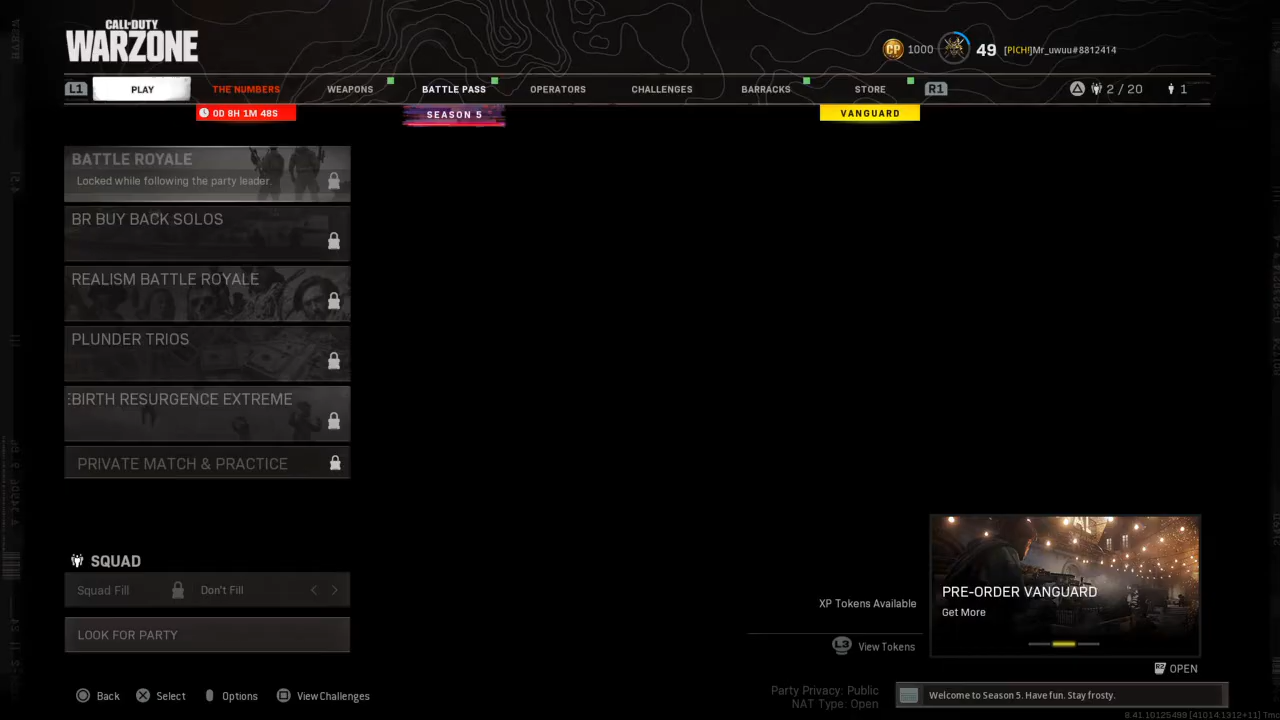 CALL OF DUTY
WARZONE
CP 1000 49 [PlCH!]Mr_uwuu#8812414
L1 PLAY THE NUMBERS WEAPONS BATTLE PASS OPERATORS CHALLENGES BARRACKS STORE R1 2 / 20 1
0D 8H 1M 48S SEASON 5 VANGUARD
BATTLE ROYALE
Locked while following the party leader.
BR BUY BACK SOLOS
REALISM BATTLE ROYALE
PLUNDER TRIOS
EBIRTH RESURGENCE EXTREME
PRIVATE MATCH & PRACTICE
SQUAD
Squad Fill Don't Fill
LOOK FOR PARTY
PRE-ORDER VANGUARD
Get More
XP Tokens Available
L3 View Tokens
OPEN
Back Select Options View Challenges
Party Privacy: Public
NAT Type: Open
Welcome to Season 5. Have fun. Stay frosty.